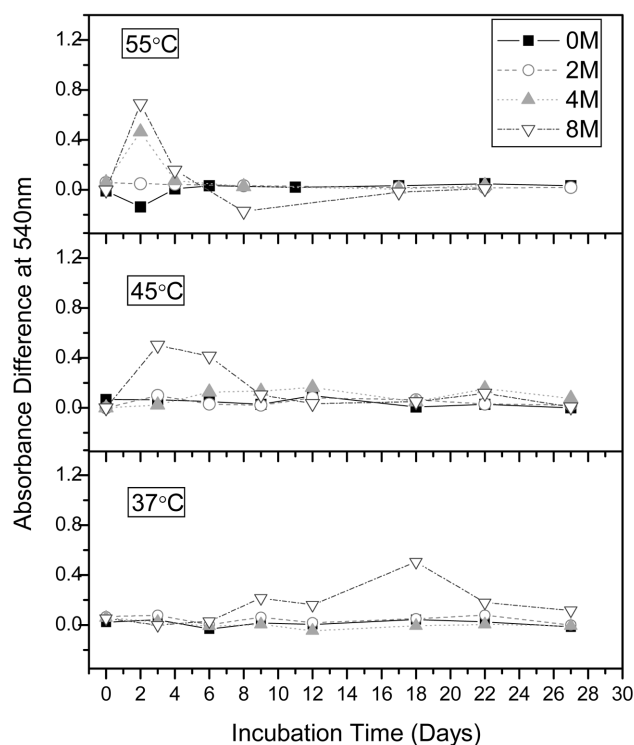 Absorbance Difference at 540nm
1.2
0.8
0.4
0.0
55°C
0M
2M
4M
8M
1.2
0.8
0.4
0.0
45°C
1.2
0.8
0.4
0.0
37°C
0 2 4 6 8 10 12 14 16 18 20 22 24 26 28 30
Incubation Time (Days)